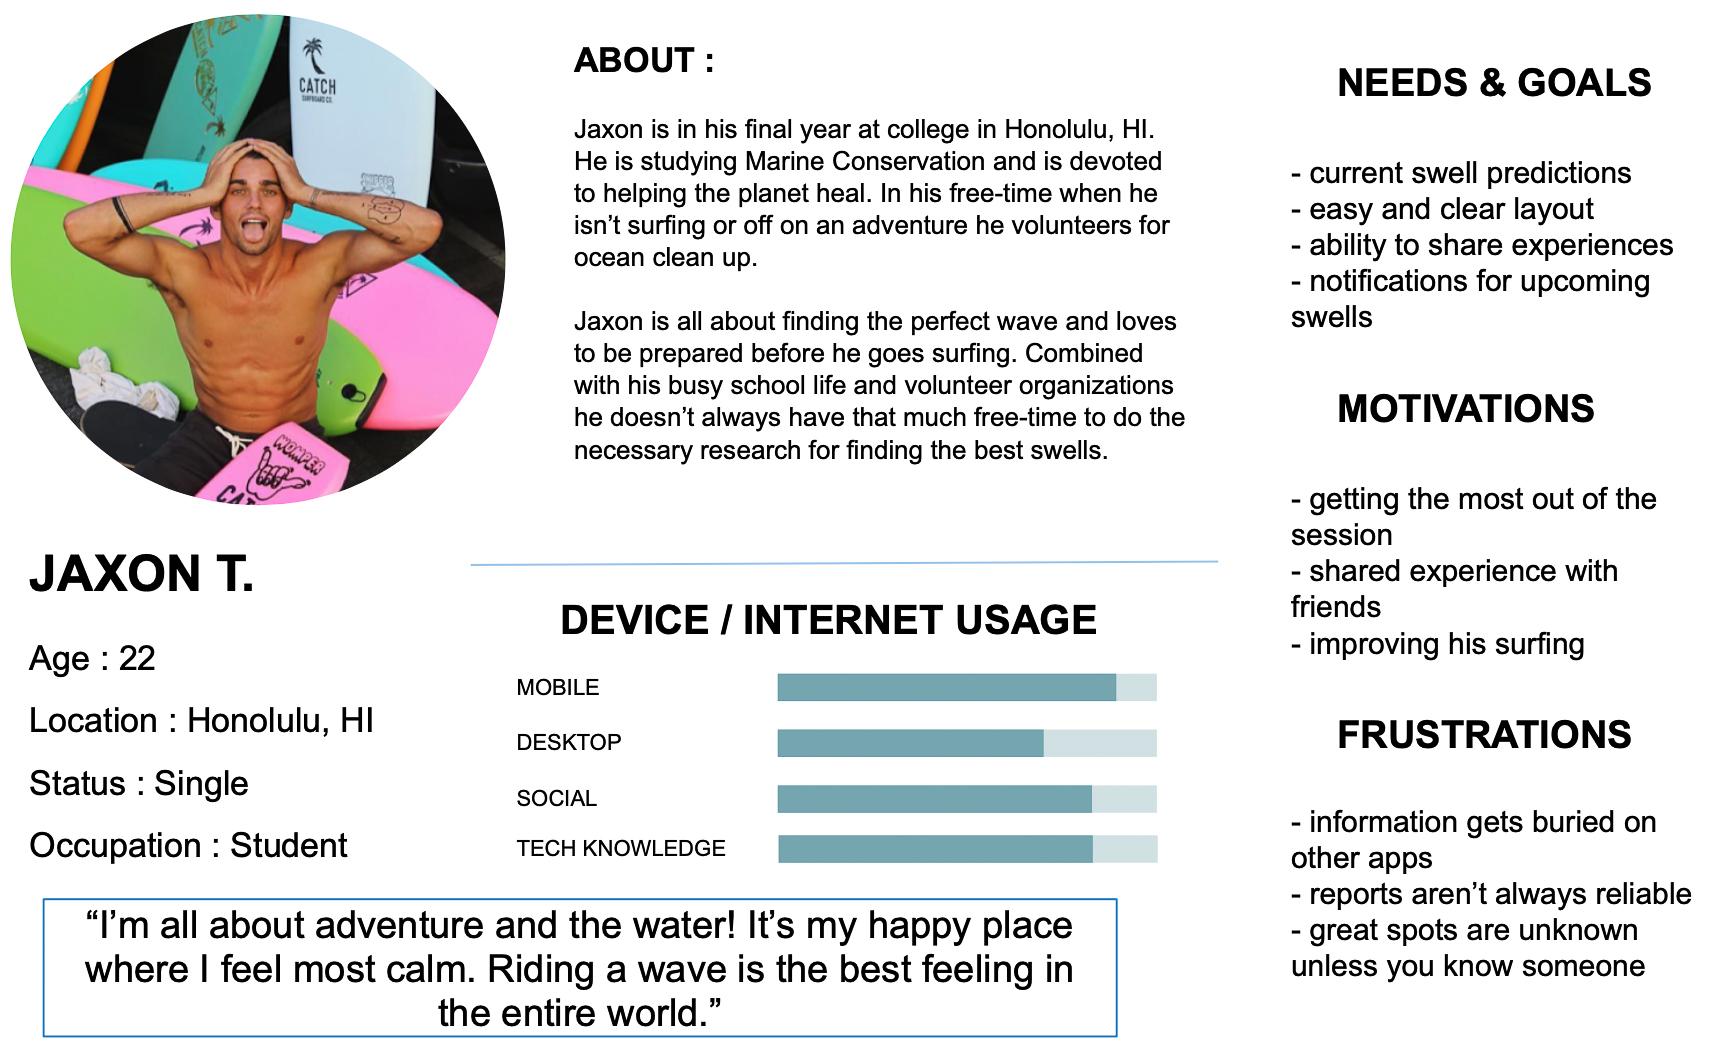 CATCH
SURFBOARD CO.
WOMPER
ABOUT :
Jaxon is in his final year at college in Honolulu, HI.
He is studying Marine Conservation and is devoted
to helping the planet heal. In his free-time when he
isn’t surfing or off on an adventure he volunteers for
ocean clean up.
Jaxon is all about finding the perfect wave and loves
to be prepared before he goes surfing. Combined
with his busy school life and volunteer organizations
he doesn’t always have that much free-time to do the
necessary research for finding the best swells.
JAXON T.
Age : 22
Location : Honolulu, HI
Status : Single
Occupation : Student
DEVICE / INTERNET USAGE
MOBILE
DESKTOP
SOCIAL
TECH KNOWLEDGE
“I’m all about adventure and the water! It’s my happy place
where I feel most calm. Riding a wave is the best feeling in
the entire world.”
NEEDS & GOALS
- current swell predictions
- easy and clear layout
- ability to share experiences
- notifications for upcoming
swells
MOTIVATIONS
- getting the most out of the
session
- shared experience with
friends
- improving his surfing
FRUSTRATIONS
- information gets buried on
other apps
- reports aren’t always reliable
- great spots are unknown
unless you know someone